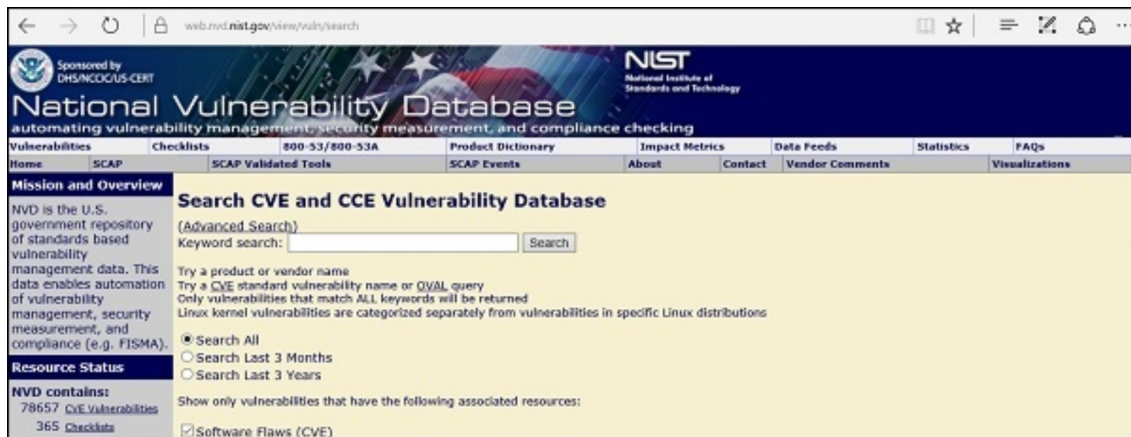 web.nvd.nist.gov/view/vuln/search
Sponsored by
DHS/NCCIC/US-CERT
NIST
National Institute of
Standards and Technology
National Vulnerability Database
automating vulnerability management, security measurement, and compliance checking
Vulnerabilities Checklists 800-53/800-53A Product Dictionary Impact Metrics Data Feeds Statistics FAQs
Home SCAP SCAP Validated Tools SCAP Events About Contact Vendor Comments Visualizations
Mission and Overview
NVD is the U.S.
government repository
of standards based
vulnerability
management data. This
data enables automation
of vulnerability
management, security
measurement, and
compliance (e.g. FISMA).
Resource Status
NVD contains:
78657 CVE Vulnerabilities
365 Checklists
Search CVE and CCE Vulnerability Database
(Advanced Search)
Keyword search: Search
Try a product or vendor name
Try a CVE standard vulnerability name or OVAL query
Only vulnerabilities that match ALL keywords will be returned
Linux kernel vulnerabilities are categorized separately from vulnerabilities in specific Linux distributions
Search All
Search Last 3 Months
Search Last 3 Years
Show only vulnerabilities that have the following associated resources:
Software Flaws (CVE)